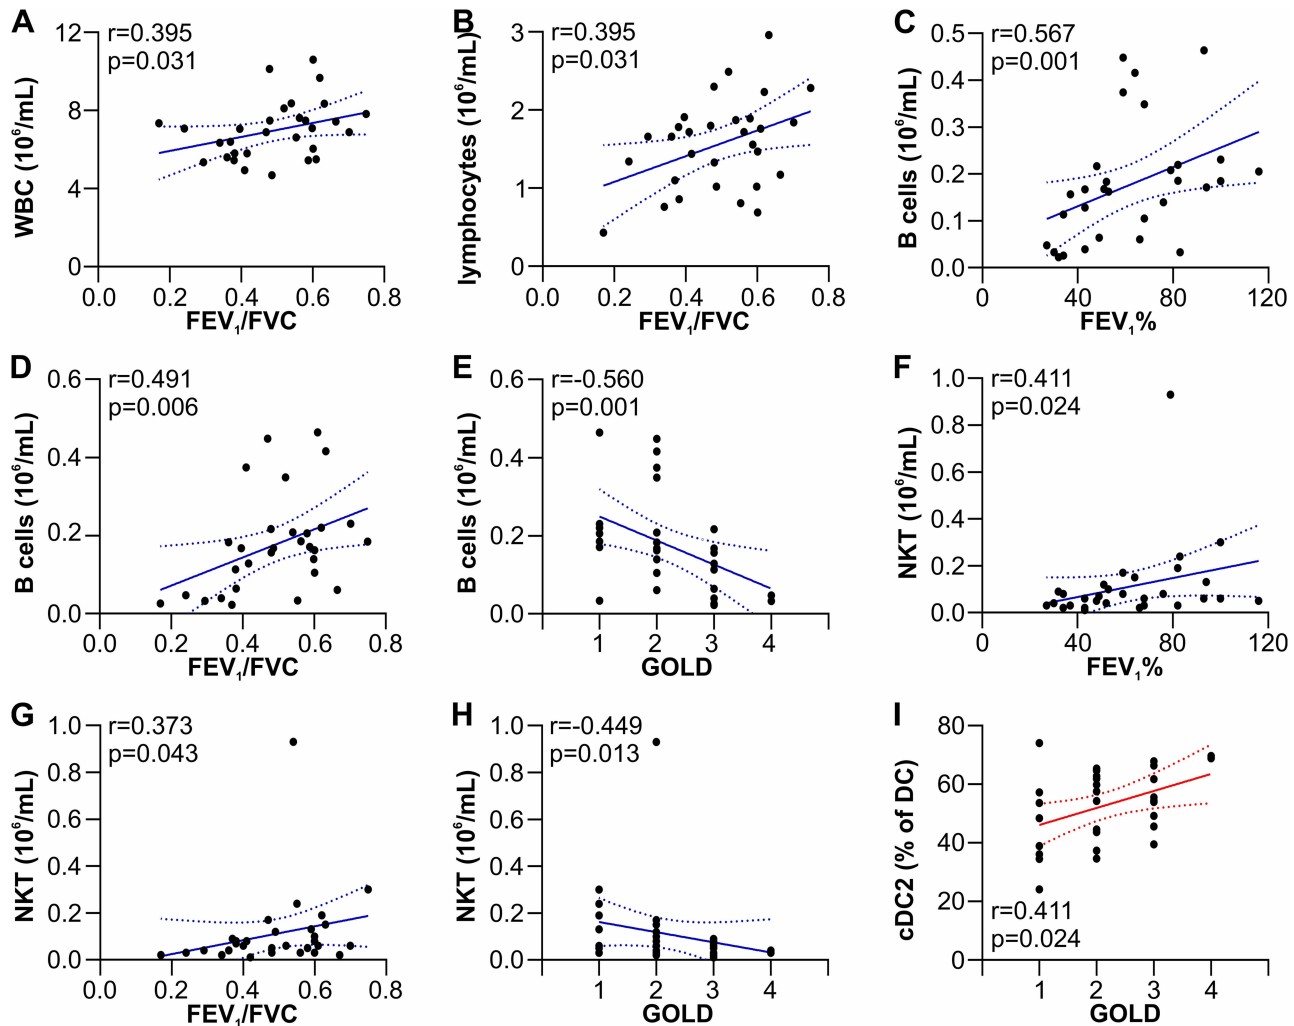 A
r=0.395
p=0.031
WBC (10⁶/mL)
12
8
4
0
0.0 0.2 0.4 0.6 0.8
FEV₁/FVC
B
r=0.395
p=0.031
lymphocytes (10⁶/mL)
3
2
1
0
0.0 0.2 0.4 0.6 0.8
FEV₁/FVC
C
r=0.567
p=0.001
B cells (10⁶/mL)
0.5
0.4
0.3
0.2
0.1
0.0
0 40 80 120
FEV₁%
D
r=0.491
p=0.006
B cells (10⁶/mL)
0.6
0.4
0.2
0.0
0.0 0.2 0.4 0.6 0.8
FEV₁/FVC
E
r=-0.560
p=0.001
B cells (10⁶/mL)
0.6
0.4
0.2
0.0
1 2 3 4
GOLD
F
r=0.411
p=0.024
NKT (10⁶/mL)
1.0
0.8
0.6
0.4
0.2
0.0
0 40 80 120
FEV₁%
G
r=0.373
p=0.043
NKT (10⁶/mL)
1.0
0.8
0.6
0.4
0.2
0.0
0.0 0.2 0.4 0.6 0.8
FEV₁/FVC
H
r=-0.449
p=0.013
NKT (10⁶/mL)
1.0
0.8
0.6
0.4
0.2
0.0
1 2 3 4
GOLD
I
cDC2 (% of DC)
80
60
40
20
0
r=0.411
p=0.024
1 2 3 4
GOLD